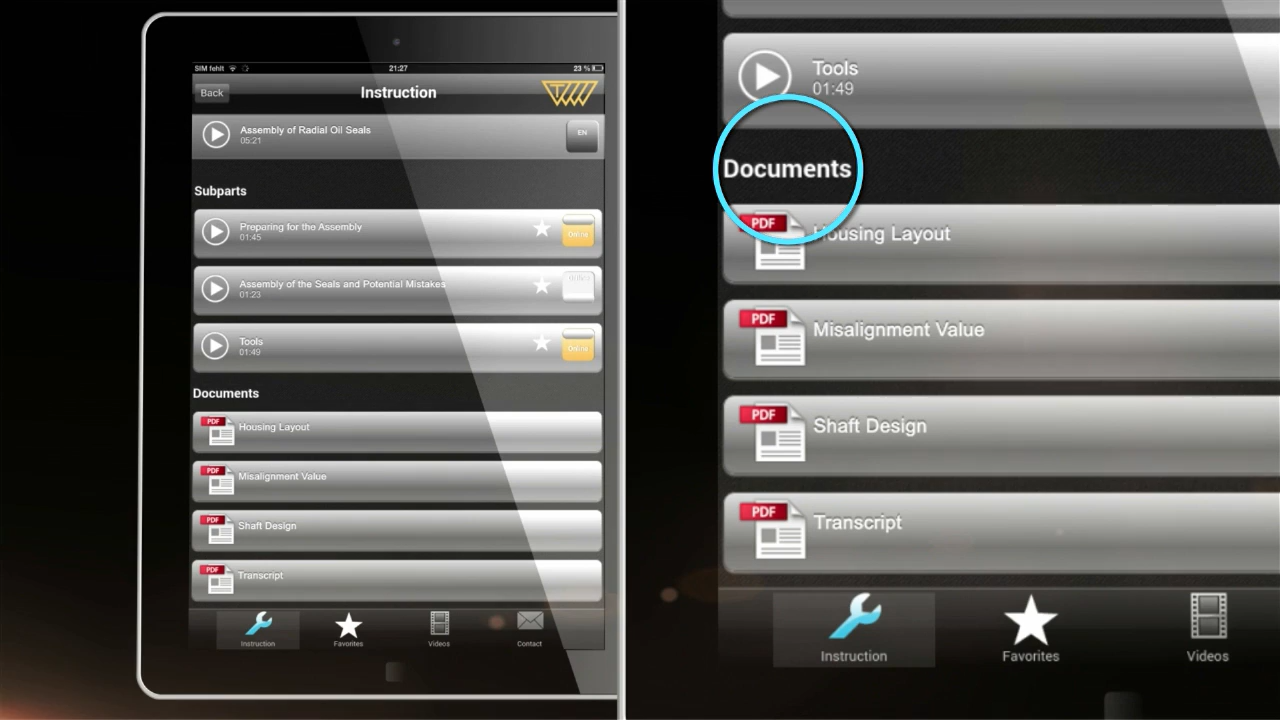 SIM fehlt
21:27
23 %
Back
Instruction
Assembly of Radial Oil Seals
05:21
EN
Subparts
Preparing for the Assembly
01:45
Online
Assembly of the Seals and Potential Mistakes
01:23
Tools
01:49
Online
Documents
PDF
Housing Layout
PDF
Misalignment Value
PDF
Shaft Design
PDF
Transcript
Instruction
Favorites
Videos
Contact
Tools
01:49
Documents
PDF
Housing Layout
PDF
Misalignment Value
PDF
Shaft Design
PDF
Transcript
Instruction
Favorites
Videos